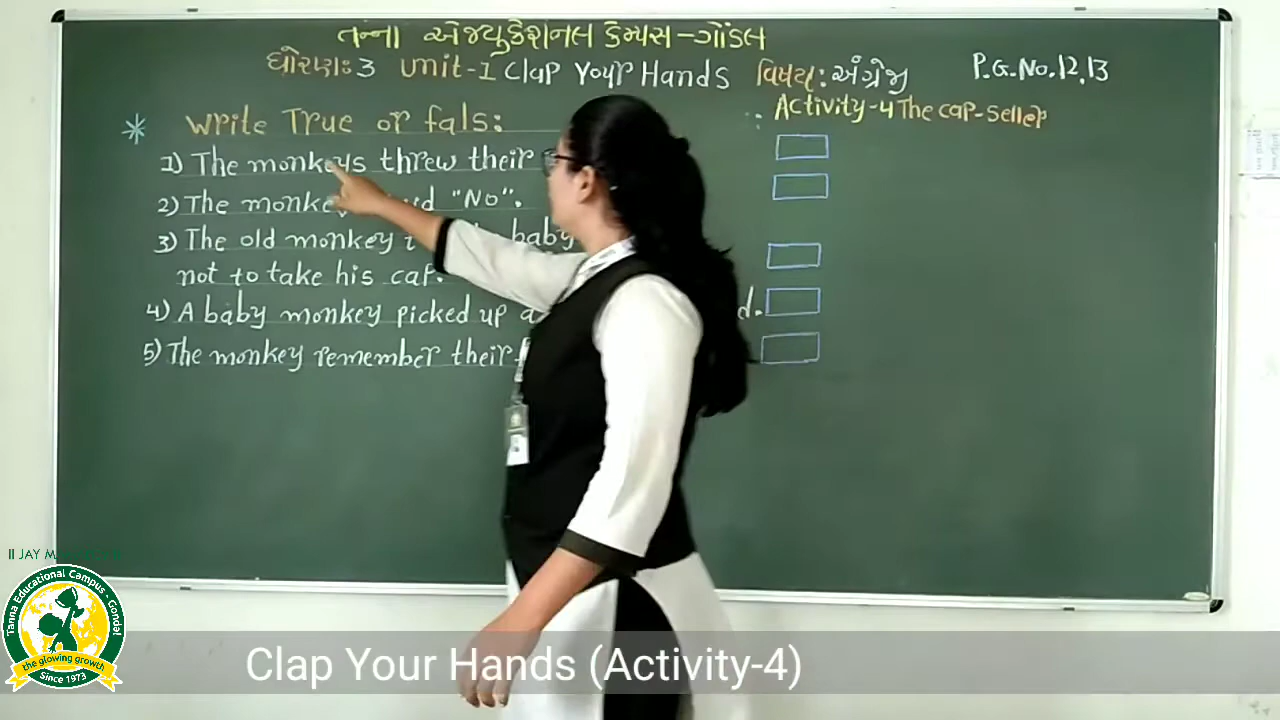 તન્ના એજ્યુકેશનલ કેમ્પસ-ગોંડલ
ધોરણ: 3 Unit-1 Clap Your Hands વિષય: અંગ્રેજી P.G.No.12,13
Activity-4 The cap-seller
* Write True or fals:
1) The monkeys threw their
2) The "No".
3) The old monkey baby
not to take his cap.
4) A baby monkey picked up a d.
5) The monkey remember their
II JAY
Tanna Educational Campus - Gondal
the glowing growth
Since 1973
Clap Your Hands (Activity-4)